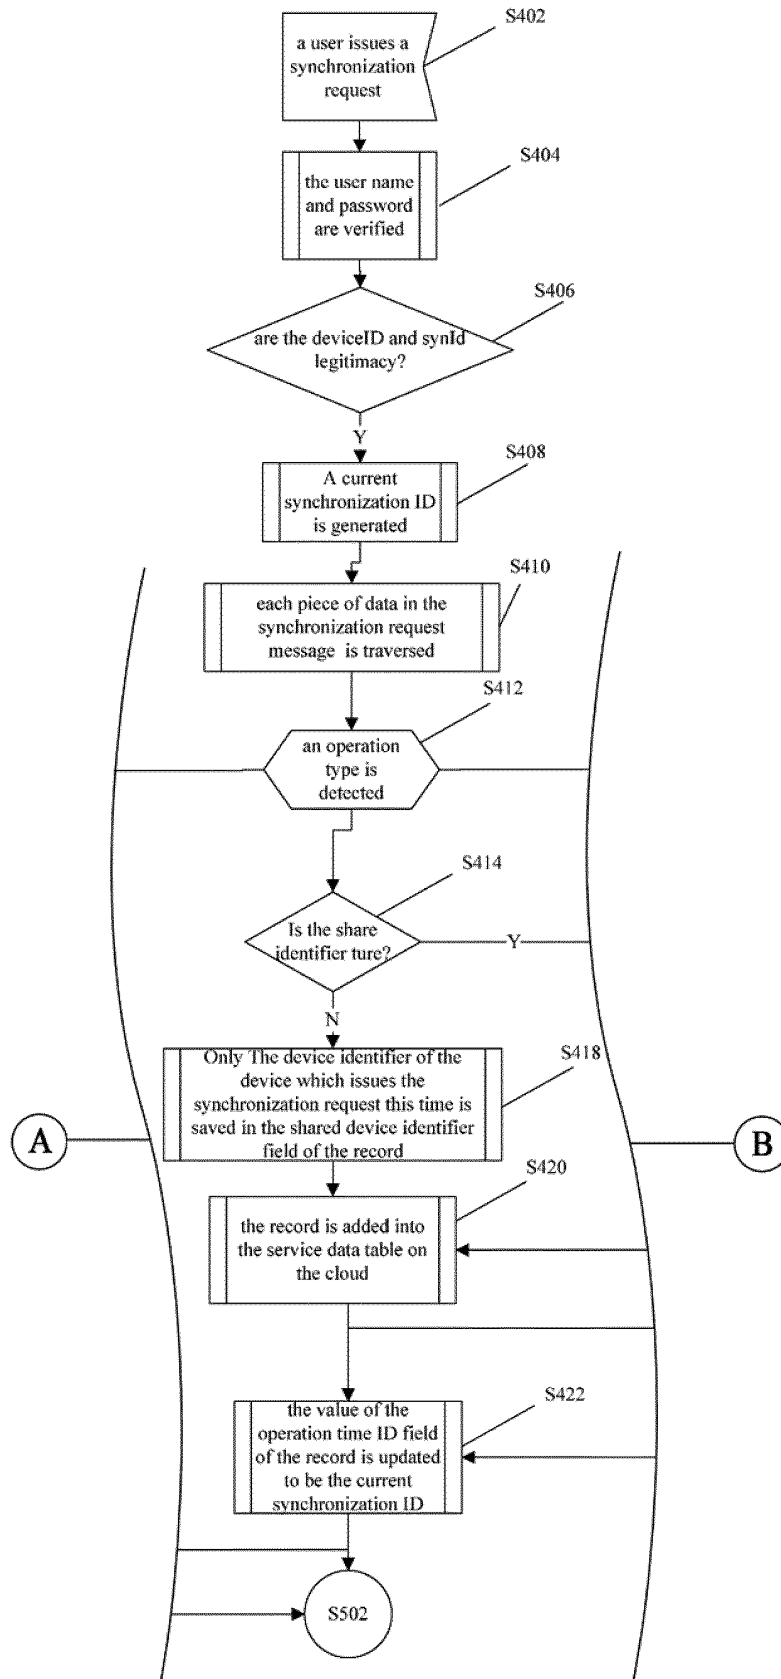 S402
a user issues a
synchronization
request
S404
the user name
and password
are verified
S406
are the deviceID and synId
legitimacy?
Y
S408
A current
synchronization ID
is generated
S410
each piece of data in the
synchronization request
message is traversed
S412
an operation
type is
detected
S414
Is the share
identifier ture?
Y
N
S418
Only The device identifier of the
device which issues the
synchronization request this time is
saved in the shared device identifier
field of the record
A
B
S420
the record is added into
the service data table on
the cloud
S422
the value of the
operation time ID field
of the record is updated
to be the current
synchronization ID
S502